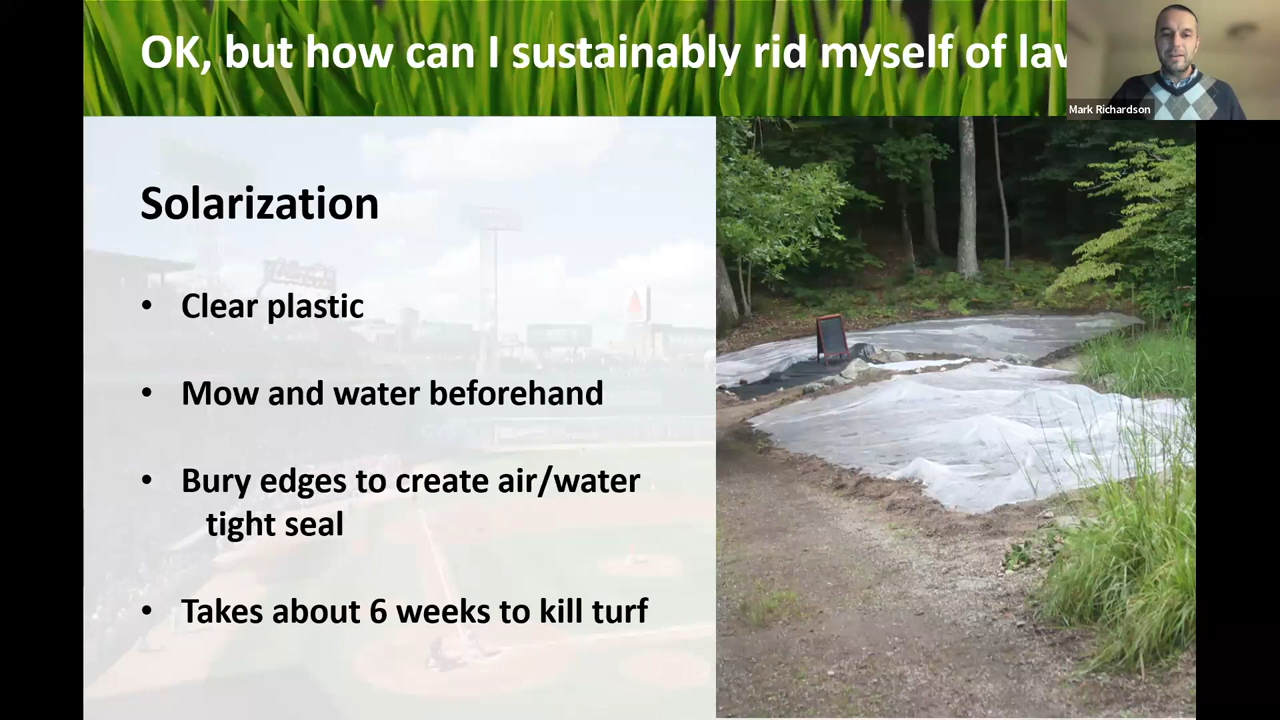 OK, but how can I sustainably rid myself of
Mark Richardson
Solarization
• Clear plastic
• Mow and water beforehand
• Bury edges to create air/water
tight seal
• Takes about 6 weeks to kill turf